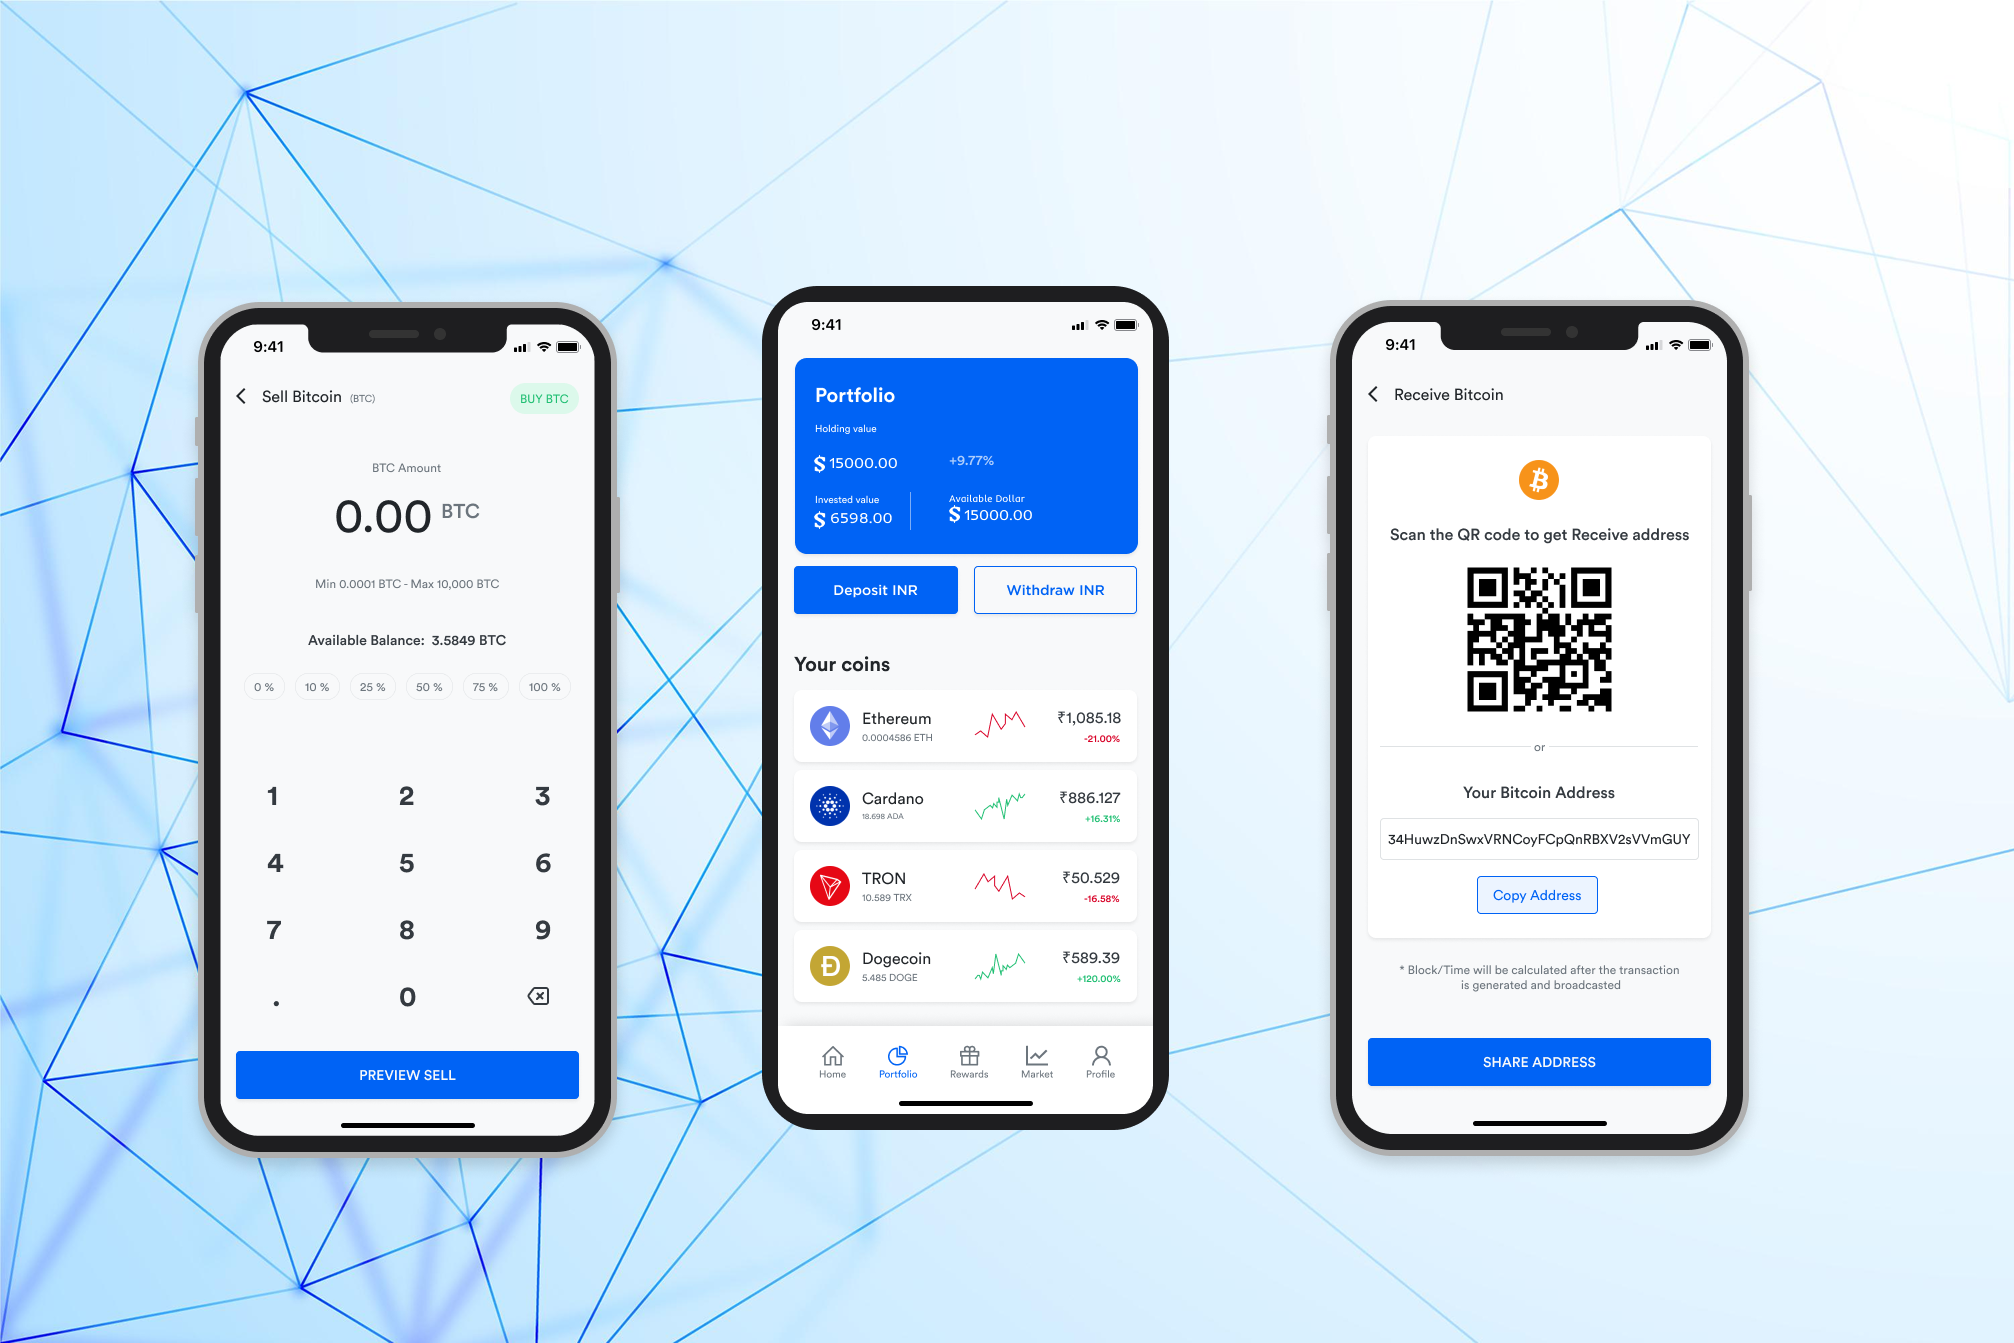 9:41
Sell Bitcoin (BTC)
BUY BTC
BTC Amount
0.00 BTC
Min 0.0001 BTC - Max 10,000 BTC
Available Balance: 3.5849 BTC
0 % 10 % 25 % 50 % 75 % 100 %
1 2 3
4 5 6
7 8 9
. 0
PREVIEW SELL
9:41
Portfolio
Holding value
$ 15000.00 +9.77%
Invested value Available Dollar
$ 6598.00 $ 15000.00
Deposit INR Withdraw INR
Your coins
Ethereum ₹1,085.18
0.0004586 ETH -21.00%
Cardano ₹886.127
18.698 ADA +16.31%
TRON ₹50.529
10.589 TRX -16.58%
Dogecoin ₹589.39
5.485 DOGE +120.00%
Home Portfolio Rewards Market Profile
9:41
Receive Bitcoin
Scan the QR code to get Receive address
or
Your Bitcoin Address
34HuwzDnSwxVRNCoyFCpQnRBXV2sVVmGUY
Copy Address
* Block/Time will be calculated after the transaction
is generated and broadcasted
SHARE ADDRESS